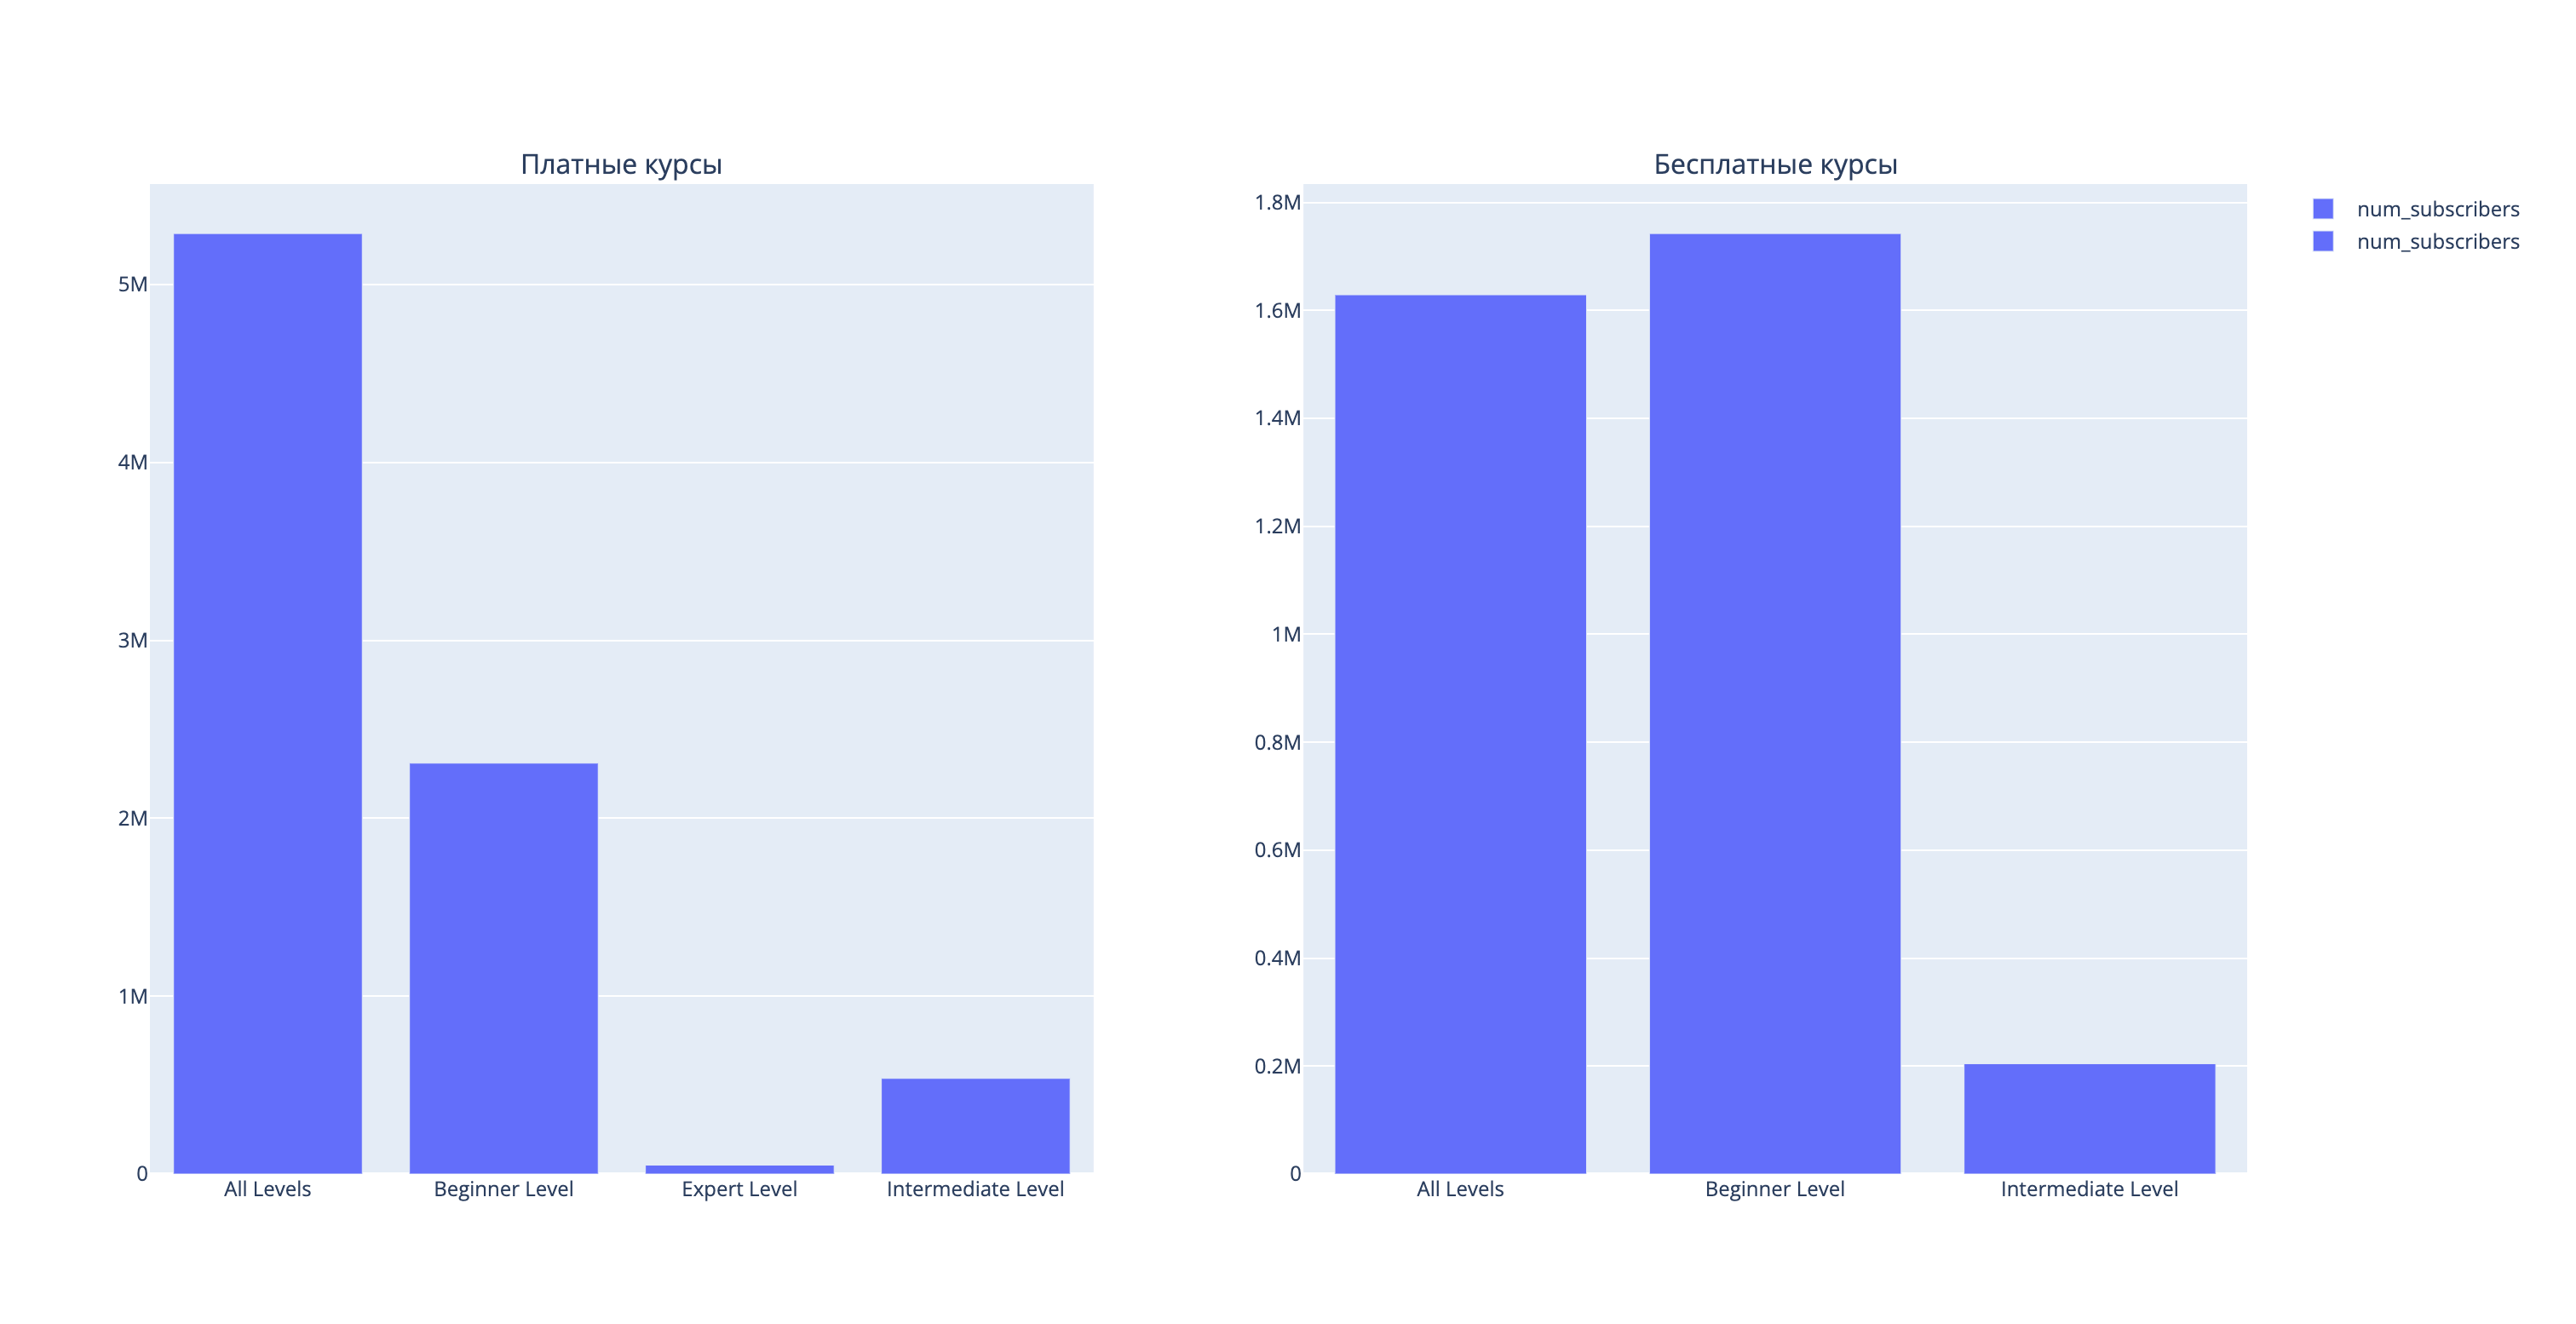 Платные курсы
5M
4M
3M
2M
1M
0
All Levels
Beginner Level
Expert Level
Intermediate Level
Бесплатные курсы
1.8M
1.6M
1.4M
1.2M
1M
0.8M
0.6M
0.4M
0.2M
0
All Levels
Beginner Level
Intermediate Level
num_subscribers
num_subscribers